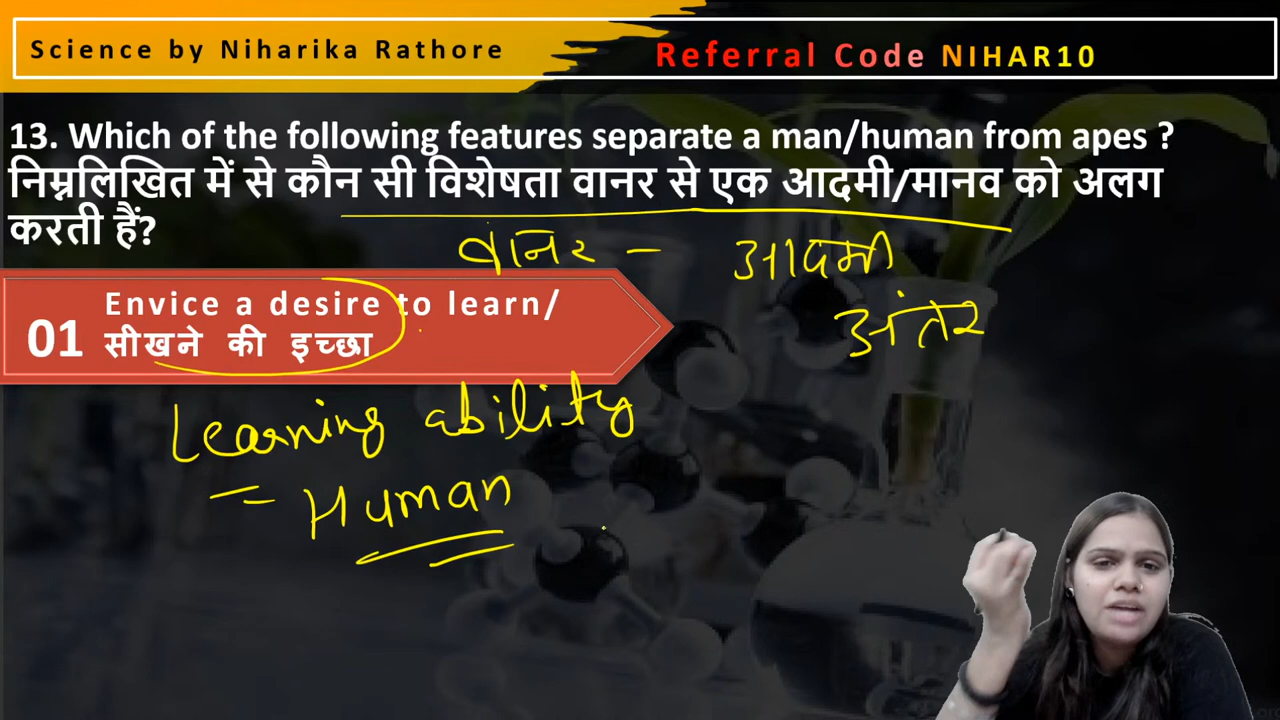 Science by Niharika Rathore
Referral Code NIHAR10
13. Which of the following features separate a man/human from apes ?
निम्नलिखित में से कौन सी विशेषता वानर से एक आदमी/मानव को अलग
करती हैं?
वानर - आदमी
अंतर
01
Envice a desire to learn/
सीखने की इच्छा
Learning ability
= Human